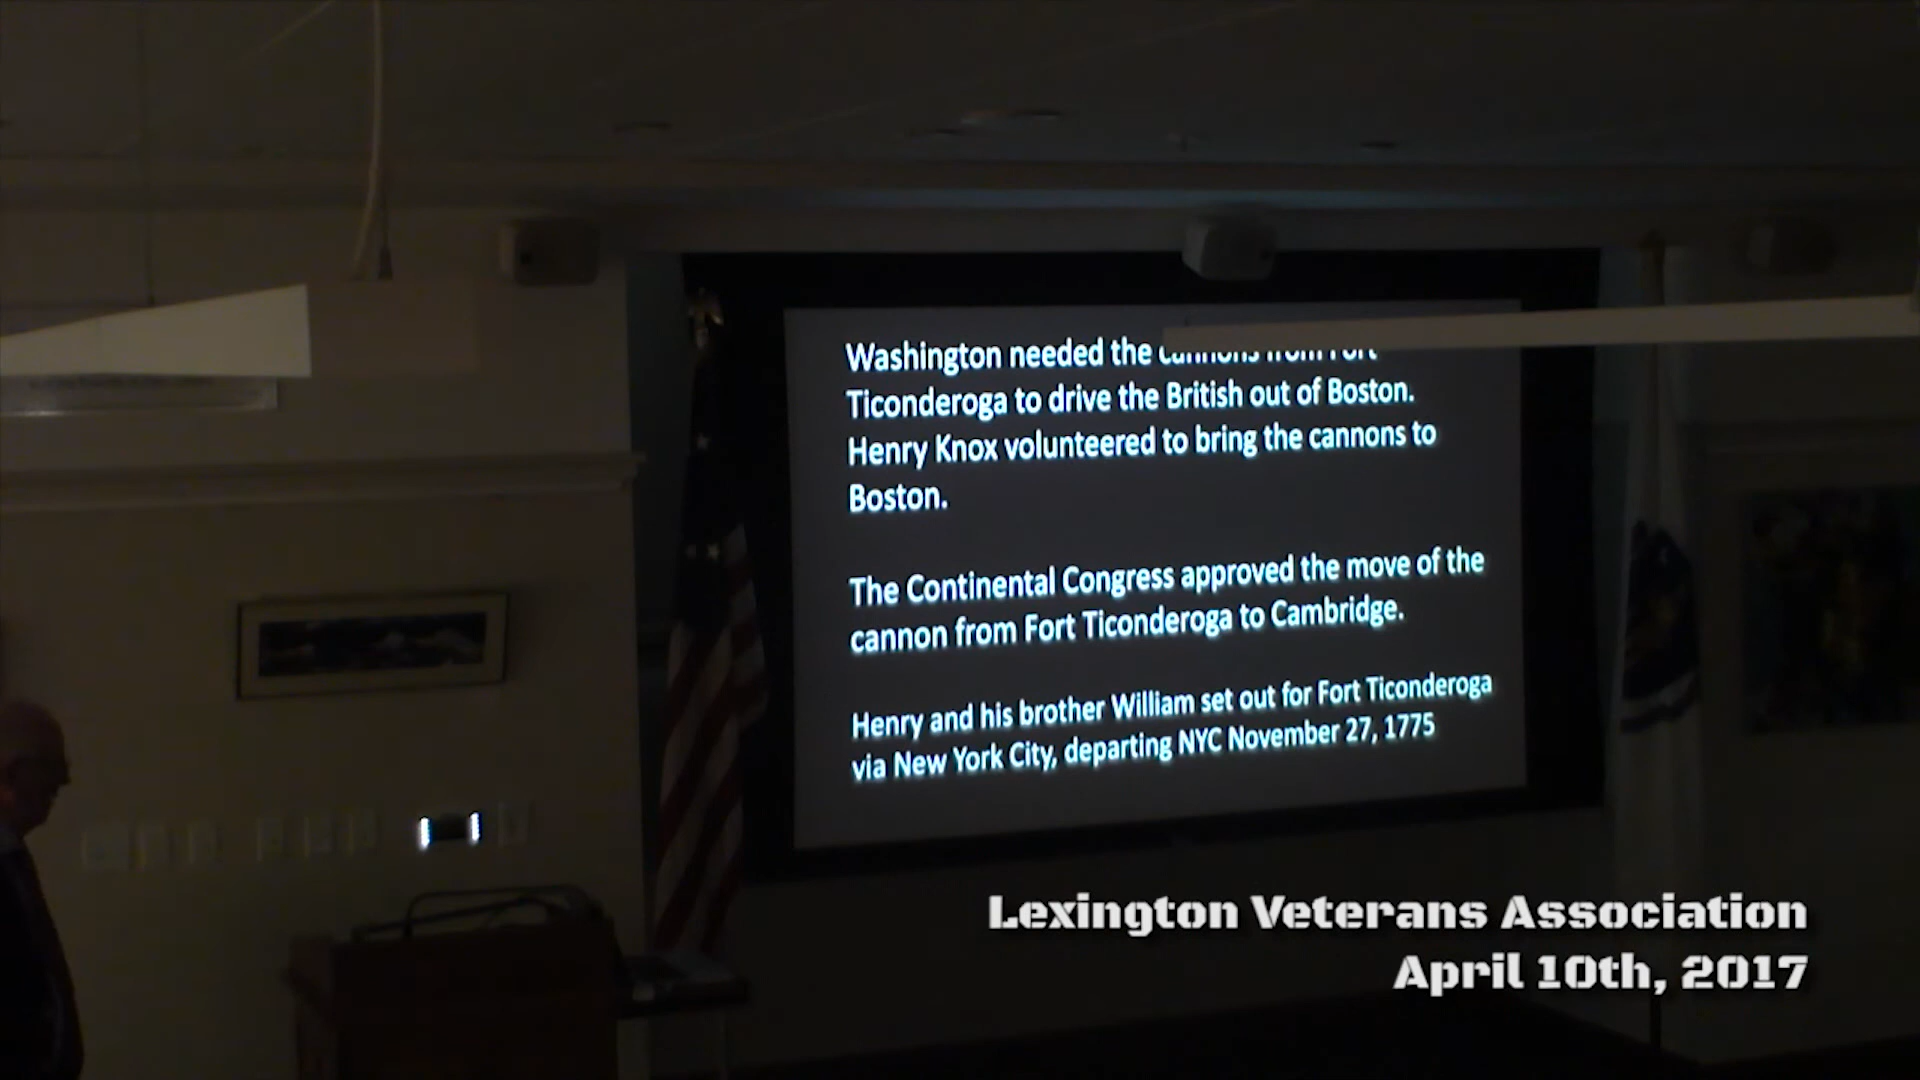 Washington needed the cannons from Fort
Ticonderoga to drive the British out of Boston.
Henry Knox volunteered to bring the cannons to
Boston.
The Continental Congress approved the move of the
cannon from Fort Ticonderoga to Cambridge.
Henry and his brother William set out for Fort Ticonderoga
via New York City, departing NYC November 27, 1775
Lexington Veterans Association
April 10th, 2017